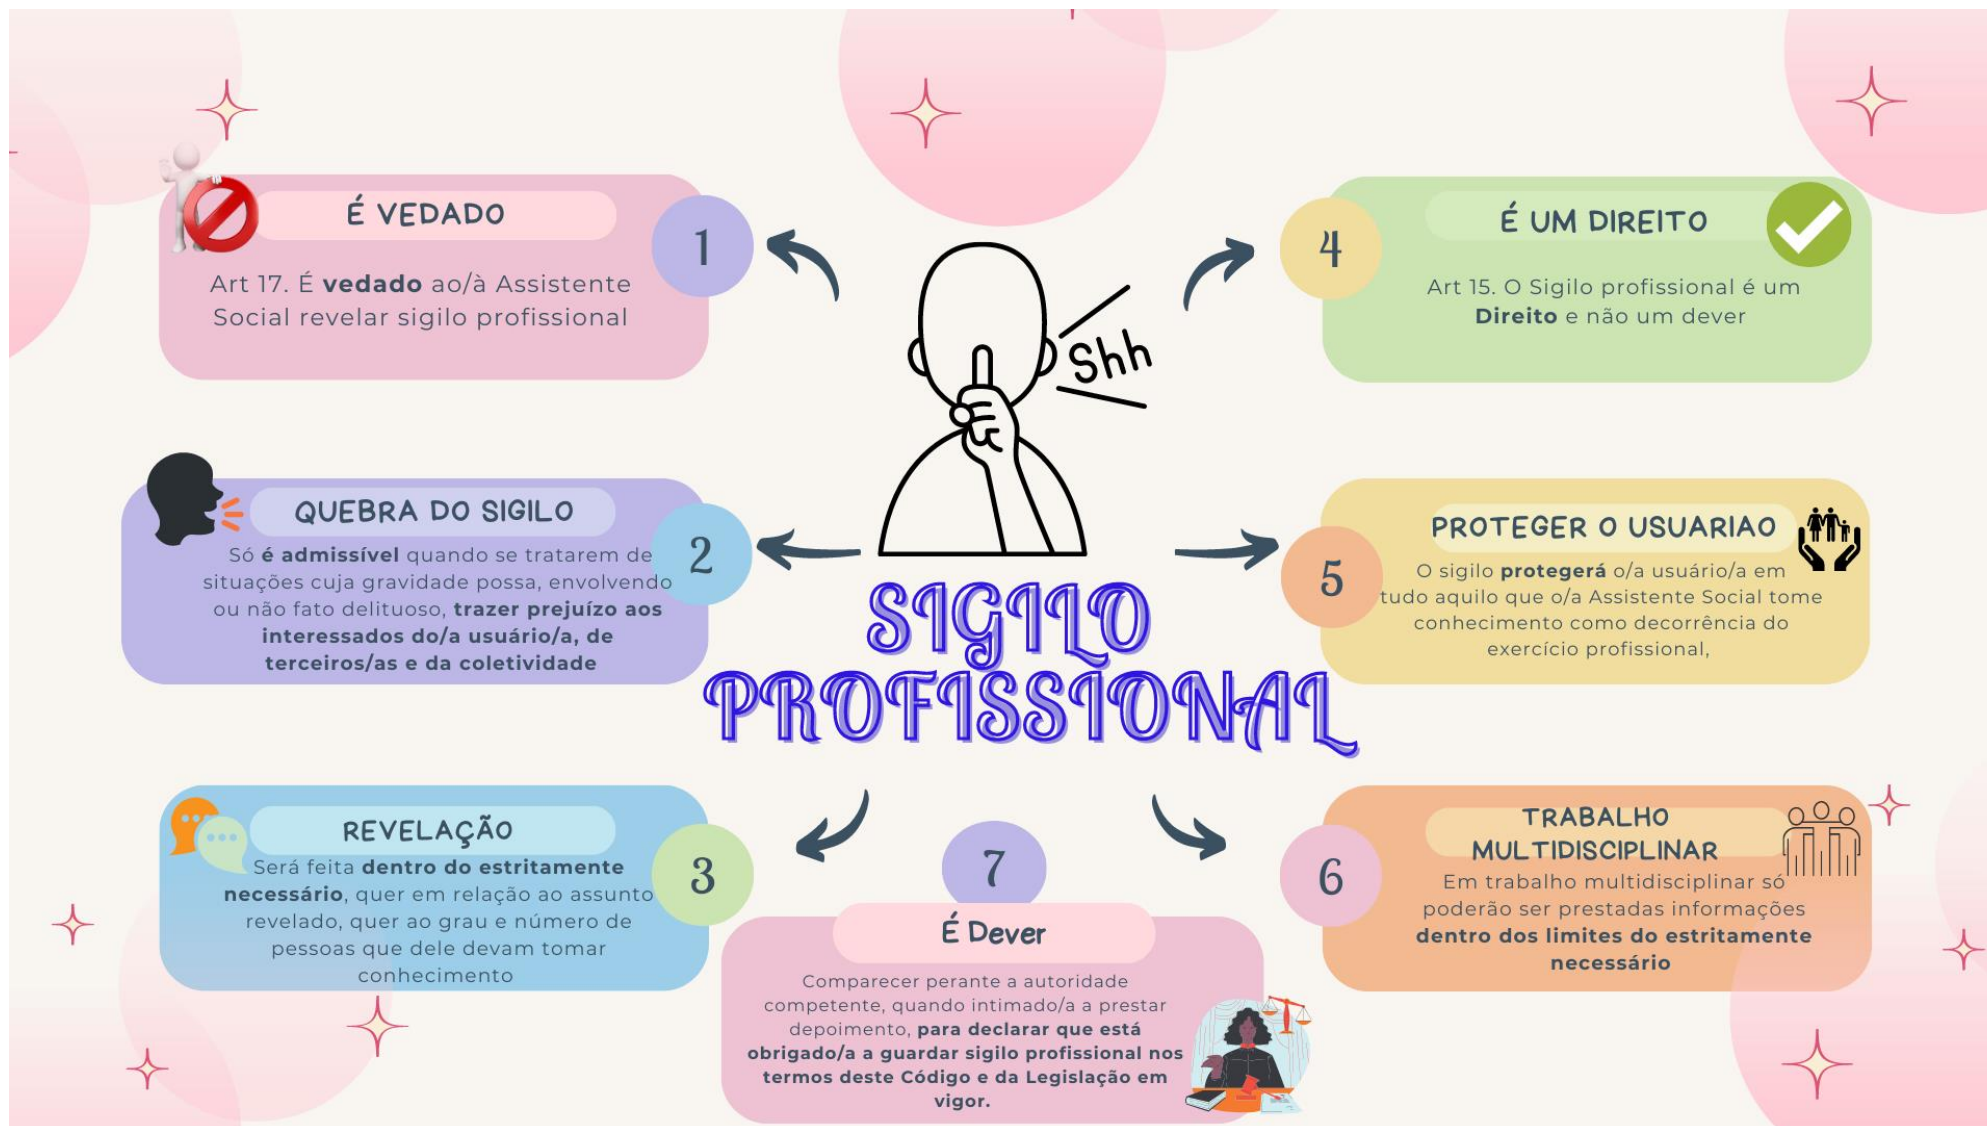 É VEDADO
1
Art 17. É vedado ao/à Assistente
Social revelar sigilo profissional
QUEBRA DO SIGILO
2
Só é admissível quando se tratarem de
situações cuja gravidade possa, envolvendo
ou não fato delituoso, trazer prejuízo aos
interessados do/a usuário/a, de
terceiros/as e da coletividade
REVELAÇÃO
3
Será feita dentro do estritamente
necessário, quer em relação ao assunto
revelado, quer ao grau e número de
pessoas que dele devam tomar
conhecimento
Shh
SIGILO
PROFISSIONAL
4
É UM DIREITO
Art 15. O Sigilo profissional é um
Direito e não um dever
5
PROTEGER O USUARIAO
O sigilo protegerá o/a usuário/a em
tudo aquilo que o/a Assistente Social tome
conhecimento como decorrência do
exercício profissional,
6
TRABALHO
MULTIDISCIPLINAR
Em trabalho multidisciplinar só
poderão ser prestadas informações
dentro dos limites do estritamente
necessário
7
É Dever
Comparecer perante a autoridade
competente, quando intimado/a a prestar
depoimento, para declarar que está
obrigado/a a guardar sigilo profissional nos
termos deste Código e da Legislação em
vigor.